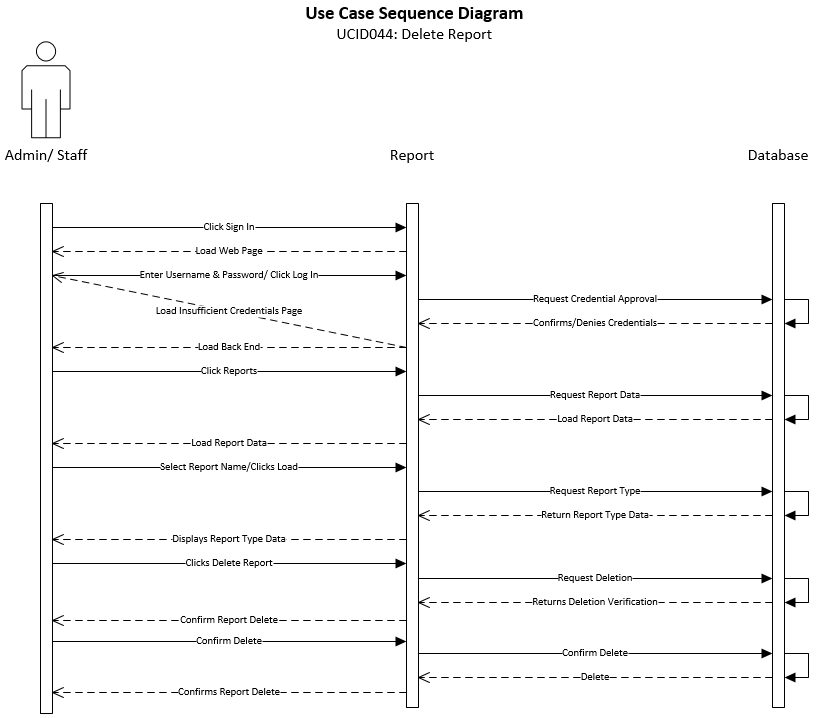 Use Case Sequence Diagram
UCID044: Delete Report
Admin/ Staff
Report
Database
Click Sign In
Load Web Page
Enter Username & Password/ Click Log In
Request Credential Approval
Load Insufficient Credentials Page
Confirms/Denies Credentials
Load Back End
Click Reports
Request Report Data
Load Report Data
Load Report Data
Select Report Name/Clicks Load
Request Report Type
Return Report Type Data
Displays Report Type Data
Clicks Delete Report
Request Deletion
Returns Deletion Verification
Confirm Report Delete
Confirm Delete
Confirm Delete
Delete
Confirms Report Delete